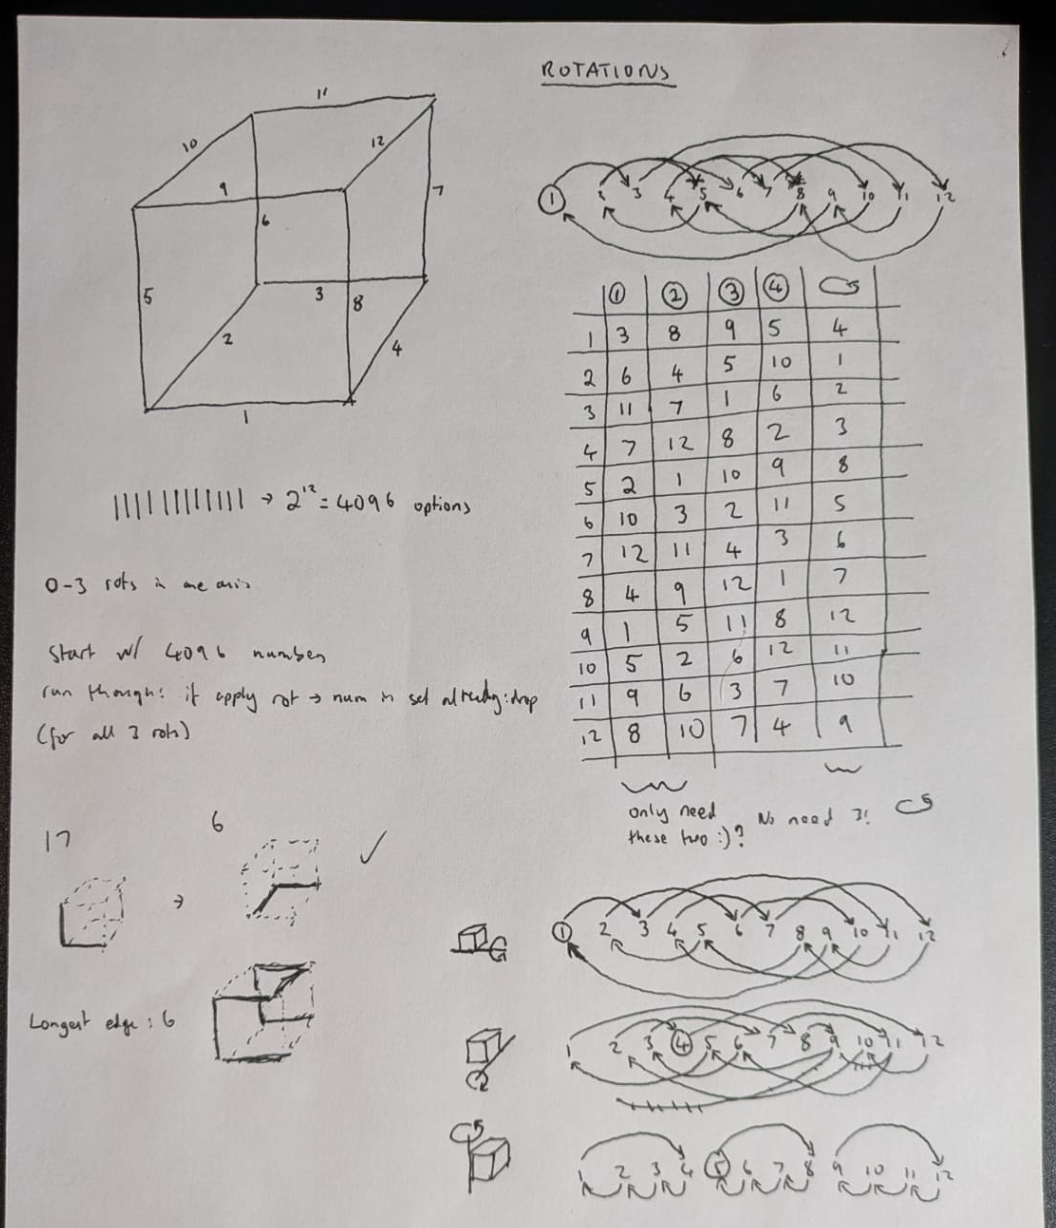 ROTATIONS
11
10
12
9
7
6
5
3
8
2
4
1
1 2 3 4 5 6 7 8 9 10 11 12
① ② ③ ④
1 3 8 9 5 4
2 6 4 5 10 1
3 11 7 1 6 2
4 7 12 8 2 3
5 2 1 10 9 8
6 10 3 2 11 5
7 12 11 4 3 6
8 4 9 12 1 7
9 1 5 11 8 12
10 5 2 6 12 11
11 9 6 3 7 10
12 8 10 7 4 9
only need
these two :)?
No need 3!
|||||||||||| → 2¹² = 4096 options
0-3 rots in one axis
Start w/ 4096 numbers
run though: if apply rot → num in set already: drop
(for all 3 rots)
17 6
→ ✓
Longest edge: 6
① 2 3 4 5 6 7 8 9 10 11 12
1 2 3 ④ 5 6 7 8 9 10 11 12
1 2 3 4 ⑤ 6 7 8 9 10 11 12